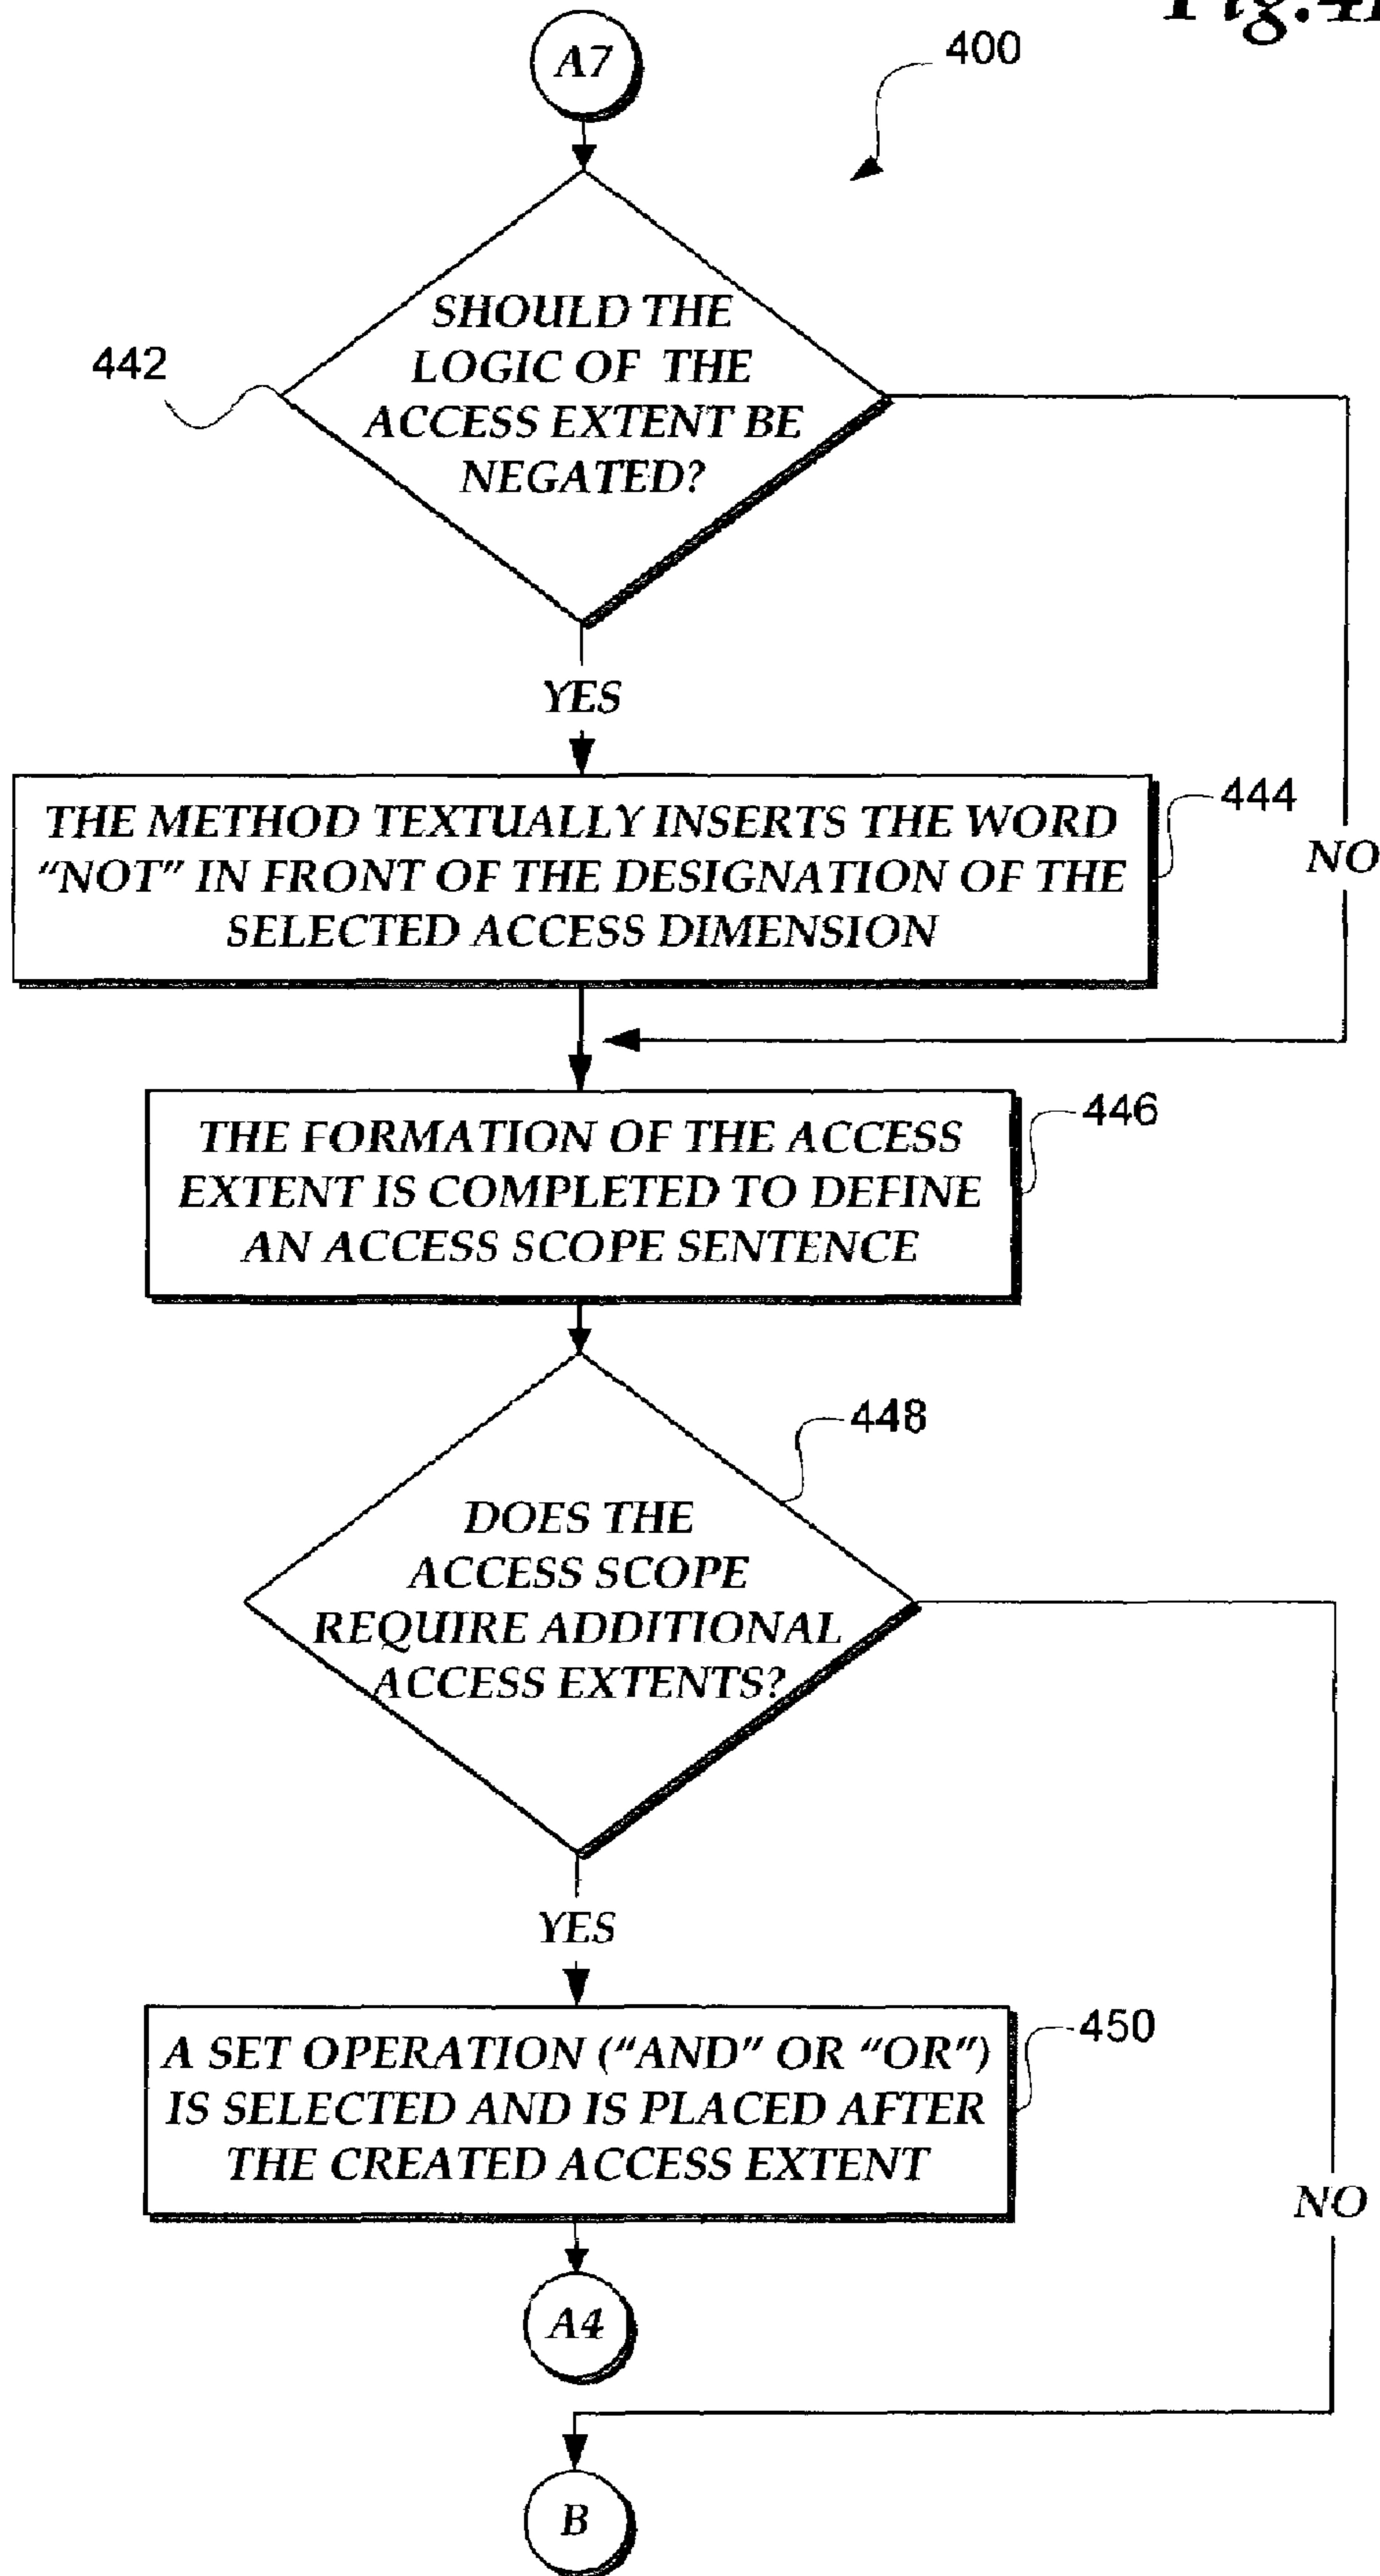 Fig.4
A7
400
SHOULD THE
LOGIC OF THE
ACCESS EXTENT BE
NEGATED?
442
YES
THE METHOD TEXTUALLY INSERTS THE WORD
"NOT" IN FRONT OF THE DESIGNATION OF THE
SELECTED ACCESS DIMENSION
444
NO
THE FORMATION OF THE ACCESS
EXTENT IS COMPLETED TO DEFINE
AN ACCESS SCOPE SENTENCE
446
448
DOES THE
ACCESS SCOPE
REQUIRE ADDITIONAL
ACCESS EXTENTS?
YES
A SET OPERATION ("AND" OR "OR")
IS SELECTED AND IS PLACED AFTER
THE CREATED ACCESS EXTENT
450
NO
A4
B